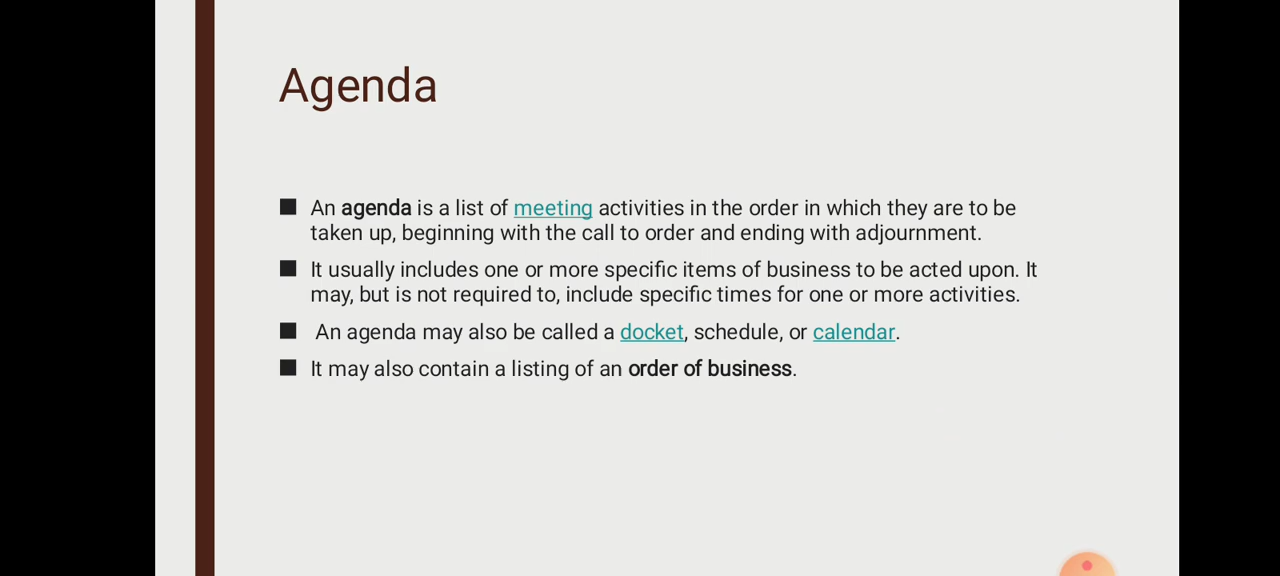 Agenda
An agenda is a list of meeting activities in the order in which they are to be
taken up, beginning with the call to order and ending with adjournment.
It usually includes one or more specific items of business to be acted upon. It
may, but is not required to, include specific times for one or more activities.
An agenda may also be called a docket, schedule, or calendar.
It may also contain a listing of an order of business.